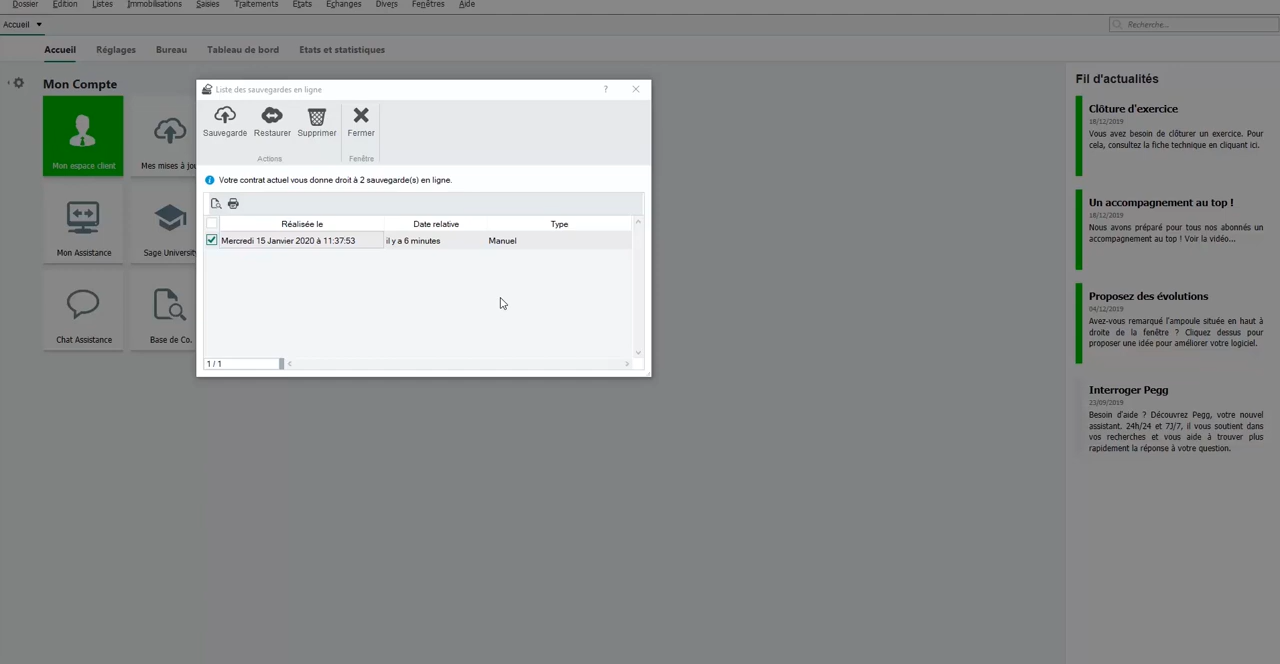 Dossier Edition Listes Immobilisations Saisies Traitements Etats Echanges Divers Fenêtres Aide
Accueil
Recherche...
Accueil Réglages Bureau Tableau de bord Etats et statistiques
Mon Compte
Mon espace client
Mes mises à jou
Mon Assistance
Sage University
Chat Assistance
Base de Co.
Liste des sauvegardes en ligne
?
Sauvegarde Restaurer Supprimer Fermer
Actions Fenêtre
Votre contrat actuel vous donne droit à 2 sauvegarde(s) en ligne.
Réalisée le Date relative Type
Mercredi 15 Janvier 2020 à 11:37:53 il y a 6 minutes Manuel
1 / 1
Fil d'actualités
Clôture d'exercice
18/12/2019
Vous avez besoin de clôturer un exercice. Pour
cela, consultez la fiche technique en cliquant ici.
Un accompagnement au top !
18/12/2019
Nous avons préparé pour tous nos abonnés un
accompagnement au top ! Voir la vidéo...
Proposez des évolutions
04/12/2019
Avez-vous remarqué l'ampoule située en haut à
droite de la fenêtre ? Cliquez dessus pour
proposer une idée pour améliorer votre logiciel.
Interroger Pegg
23/09/2019
Besoin d'aide ? Découvrez Pegg, votre nouvel
assistant. 24h/24 et 7J/7, il vous soutient dans
vos recherches et vous aide à trouver plus
rapidement la réponse à votre question.